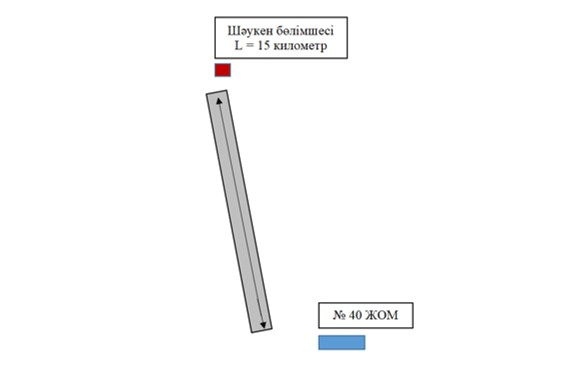 Шәукен бөлімшесі
L = 15 километр
№ 40 ЖОМ